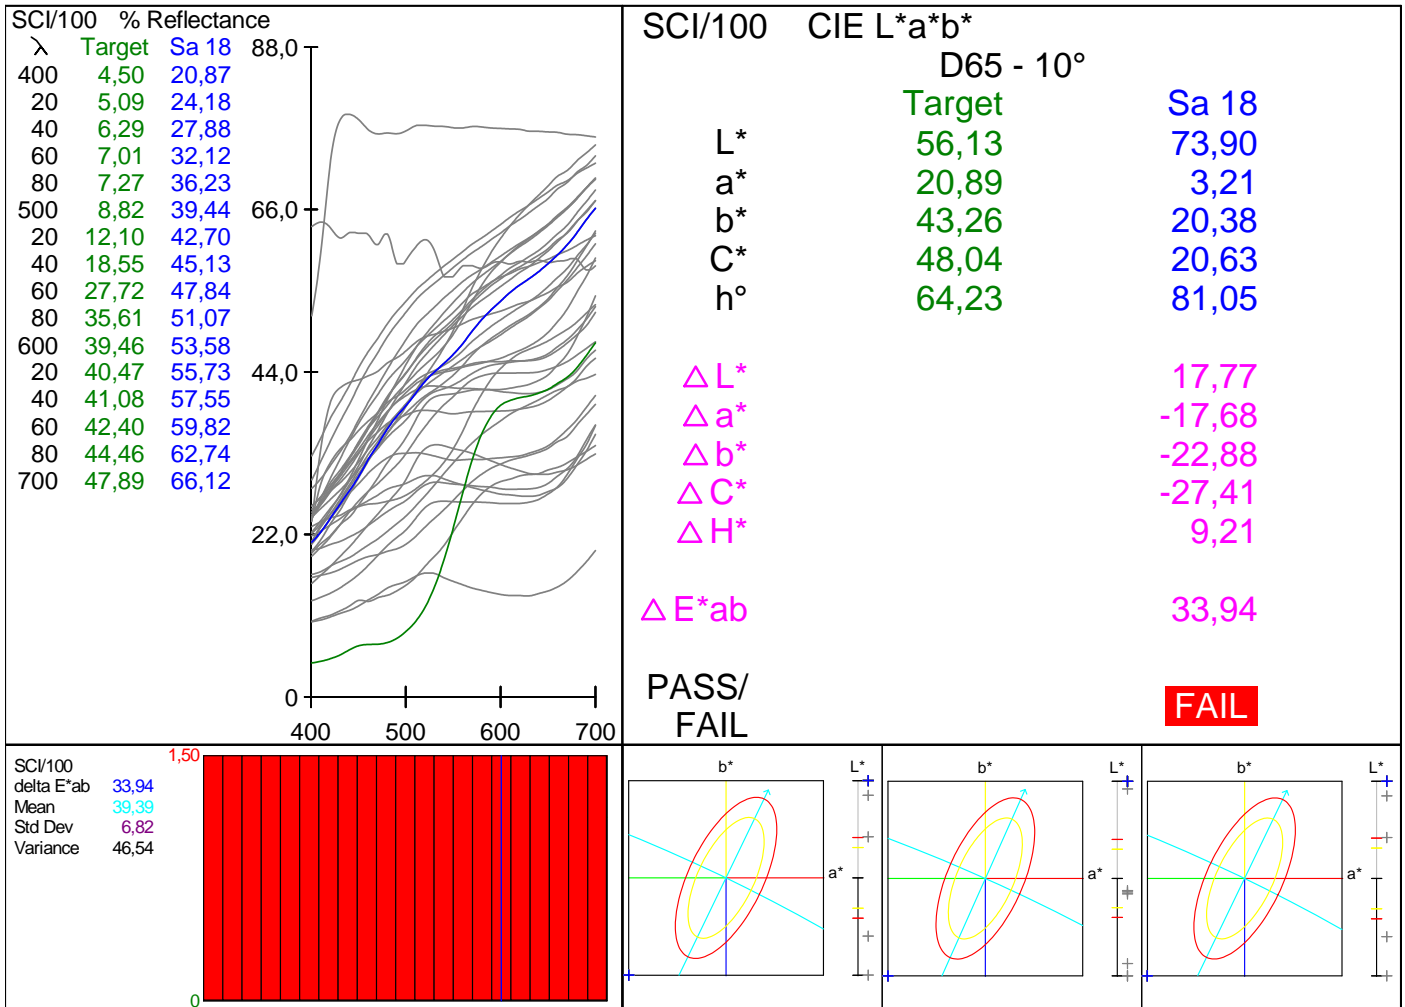 SCI/100 % Reflectance
λ Target Sa 18
400 4,50 20,87
20 5,09 24,18
40 6,29 27,88
60 7,01 32,12
80 7,27 36,23
500 8,82 39,44
20 12,10 42,70
40 18,55 45,13
60 27,72 47,84
80 35,61 51,07
600 39,46 53,58
20 40,47 55,73
40 41,08 57,55
60 42,40 59,82
80 44,46 62,74
700 47,89 66,12
88,0
66,0
44,0
22,0
0
400 500 600 700
SCI/100 CIE L*a*b*
D65 - 10°
Target Sa 18
L* 56,13 73,90
a* 20,89 3,21
b* 43,26 20,38
C* 48,04 20,63
h° 64,23 81,05
△ L* 17,77
△ a* -17,68
△ b* -22,88
△ C* -27,41
△ H* 9,21
△ E*ab 33,94
PASS/
FAIL
FAIL
SCI/100
delta E*ab 33,94
Mean 39,39
Std Dev 6,82
Variance 46,54
1,50
0
b* L*
a*
b* L*
a*
b* L*
a*